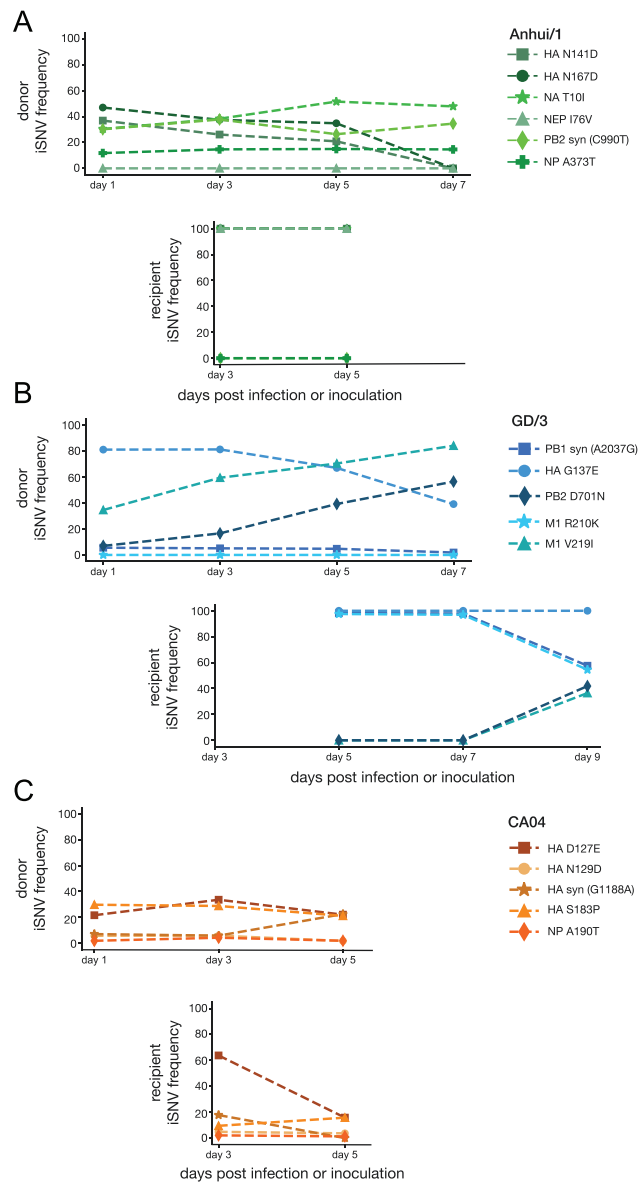 A
Anhui/1
donor
iSNV frequency
100
80
60
40
20
0
day 1
day 3
day 5
day 7
HA N141D
HA N167D
NA T10I
NEP I76V
PB2 syn (C990T)
NP A373T
recipient
iSNV frequency
100
80
60
40
20
0
day 3
day 5
days post infection or inoculation
B
GD/3
donor
iSNV frequency
100
80
60
40
20
0
day 1
day 3
day 5
day 7
PB1 syn (A2037G)
HA G137E
PB2 D701N
M1 R210K
M1 V219I
recipient
iSNV frequency
100
80
60
40
20
0
day 3
day 5
day 7
day 9
days post infection or inoculation
C
CA04
donor
iSNV frequency
100
80
60
40
20
0
day 1
day 3
day 5
HA D127E
HA N129D
HA syn (G1188A)
HA S183P
NP A190T
recipient
iSNV frequency
100
80
60
40
20
0
day 3
day 5
days post infection or inoculation